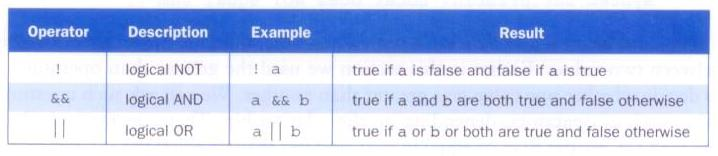 Operator Description Example Result
! logical NOT ! a true if a is false and false if a is true
&& logical AND a && b true if a and b are both true and false otherwise
|| logical OR a || b true if a or b or both are true and false otherwise